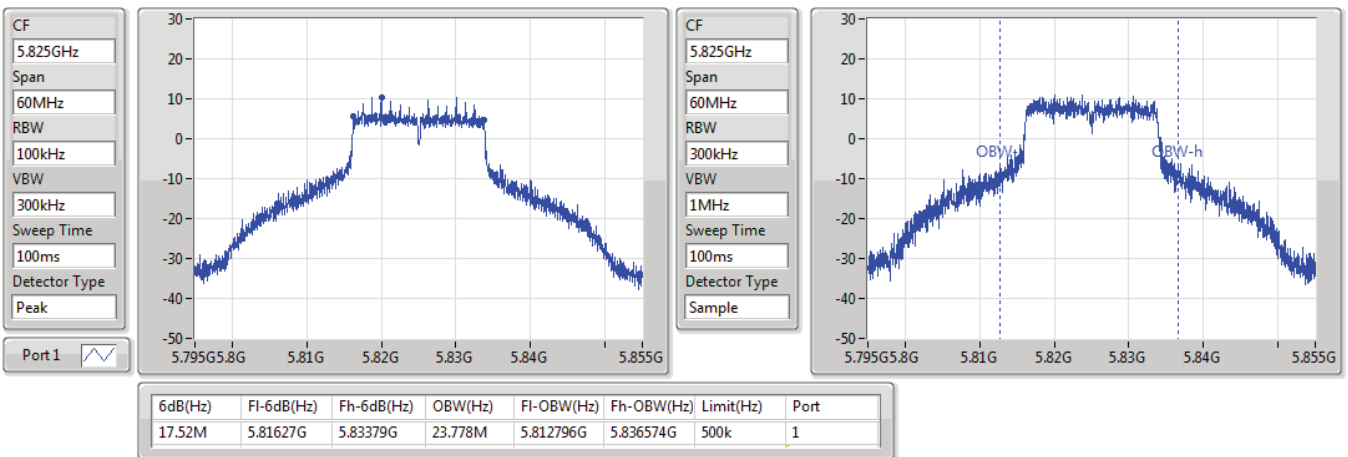 CF
5.825GHz
Span
60MHz
RBW
100kHz
VBW
300kHz
Sweep Time
100ms
Detector Type
Peak
Port 1
30
20
10
0
-10
-20
-30
-40
-50
5.795G 5.8G 5.81G 5.82G 5.83G 5.84G 5.855G
CF
5.825GHz
Span
60MHz
RBW
300kHz
VBW
1MHz
Sweep Time
100ms
Detector Type
Sample
30
20
10
0
-10
-20
-30
-40
-50
OBW-l OBW-h
5.795G 5.8G 5.81G 5.82G 5.83G 5.84G 5.855G
6dB(Hz) Fl-6dB(Hz) Fh-6dB(Hz) OBW(Hz) Fl-OBW(Hz) Fh-OBW(Hz) Limit(Hz) Port
17.52M 5.81627G 5.83379G 23.778M 5.812796G 5.836574G 500k 1